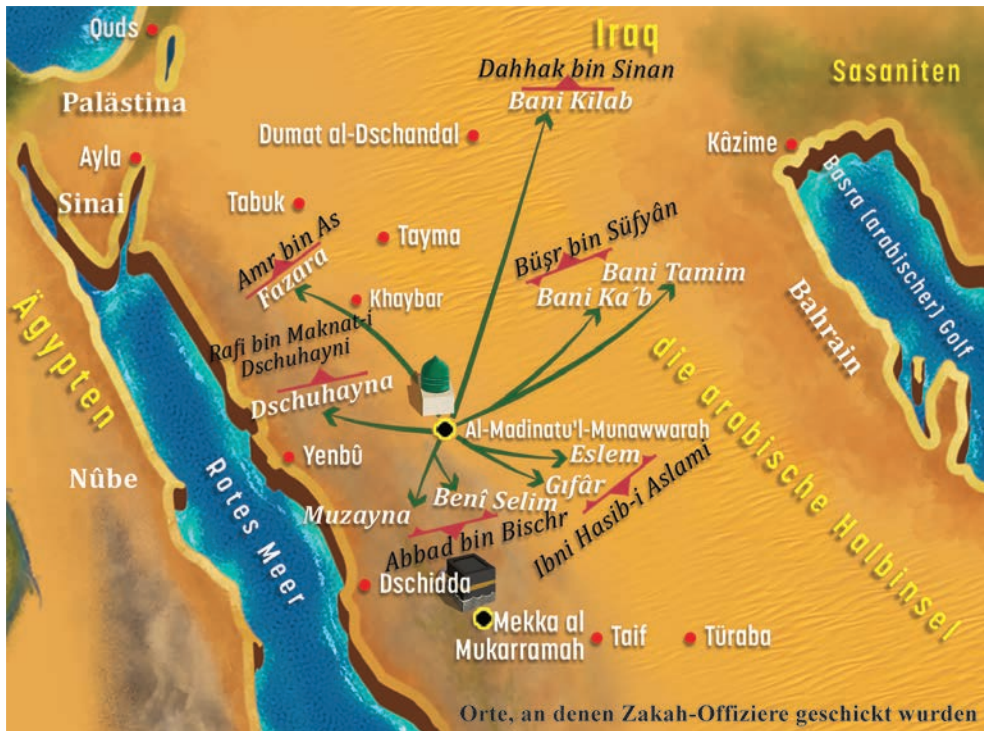 Quds
Iraq
Dahhak bin Sinan
Bani Kilab
Sasaniten
Palästina
Dumat al-Dschandal
Kâzime
Ayla
Sinai
Basra (arabischer) Golf
Tabuk
Tayma
Amr bin As
Fazara
Büşr bin Süfyân
Bani Tamim
Bani Ka´b
Khaybar
Bahrain
Ägypten
Rafi bin Maknat-i
Dschuhayni
Dschuhayna
die arabische Halbinsel
Al-Madinatu'l-Munawwarah
Eslem
Yenbû
Gıfâr
Nûbe
Benî Selim
Muzayna
Ibni Hasib-i Aslami
Abbad bin Bischr
Rotes Meer
Dschidda
Mekka al
Mukarramah
Taif
Türaba
Orte, an denen Zakah-Offiziere geschickt wurden